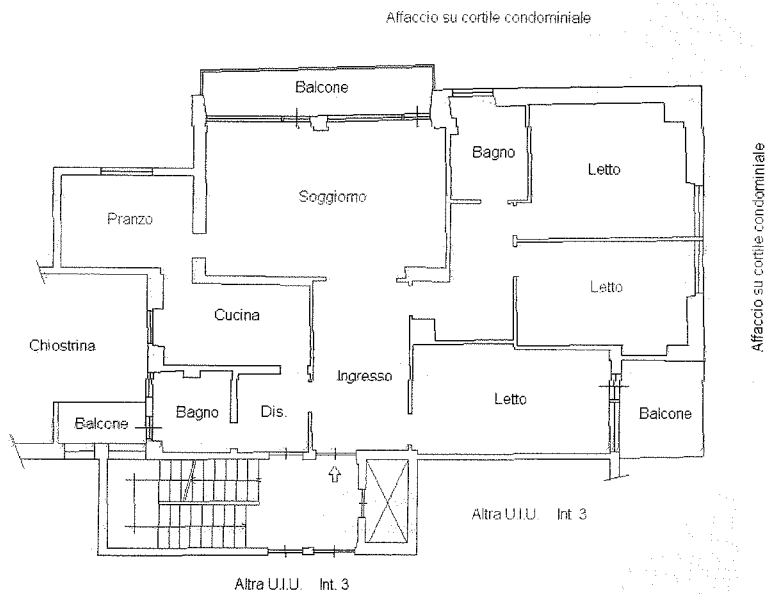 Affaccio su cortile condominiale
Balcone
Bagno
Letto
Soggiorno
Pranzo
Affaccio su cortile condominiale
Letto
Cucina
Chiostrina
Ingresso
Letto
Bagno
Dis.
Balcone
Balcone
Altra U.I.U. Int. 3
Altra U.I.U. Int. 3